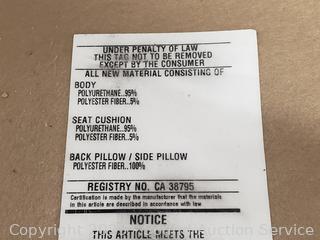 UNDER PENALTY OF LAW
THIS TAG NOT TO BE REMOVED
EXCEPT BY THE CONSUMER
ALL NEW MATERIAL CONSISTING OF
BODY
POLYURETHANE..95%
POLYESTER FIBER..5%
SEAT CUSHION
POLYURETHANE..95%
POLYESTER FIBER..5%
BACK PILLOW / SIDE PILLOW
POLYESTER FIBER..100%
REGISTRY NO. CA 38795
Certification is made by the manufacturer that the materials
in this article are described in accordance with law
NOTICE
THIS ARTICLE MEETS THE
Copyright
Auction Service